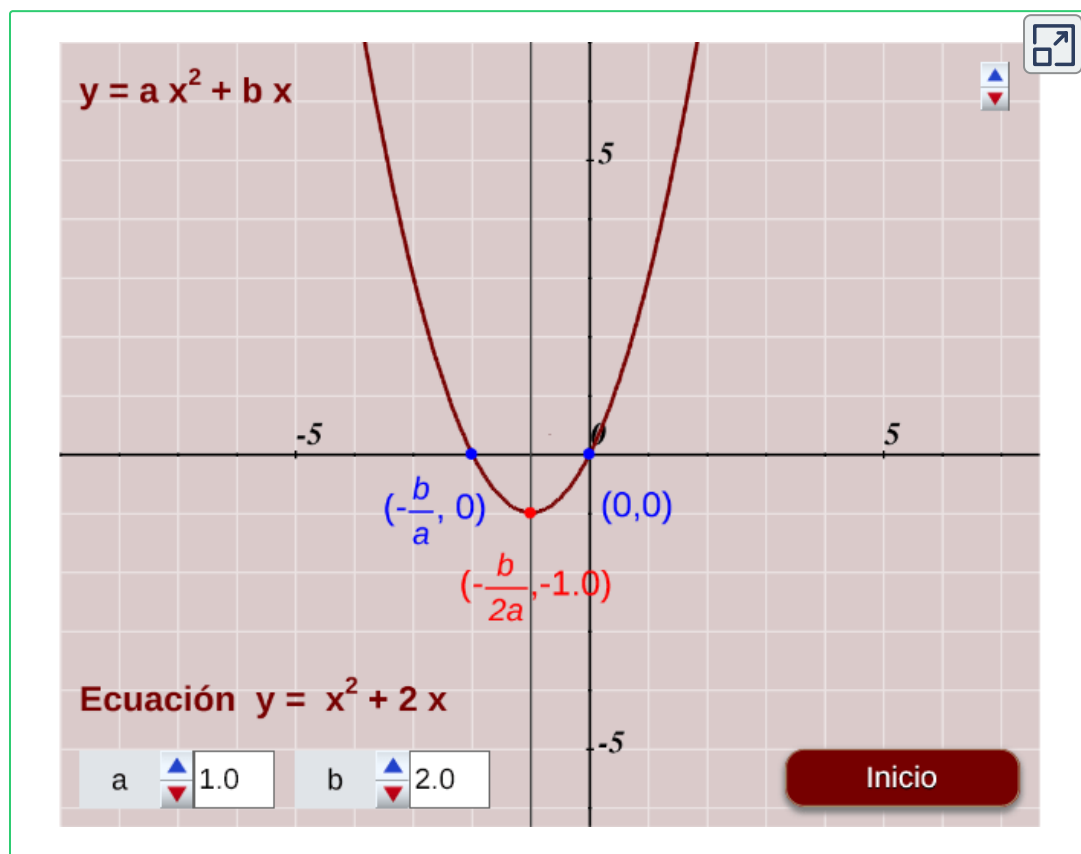 y = a x² + b x
5
-5 0 5
(-b/a, 0) (0,0)
(-b/2a,-1.0)
Ecuación y = x² + 2 x
-5
a 1.0 b 2.0 Inicio